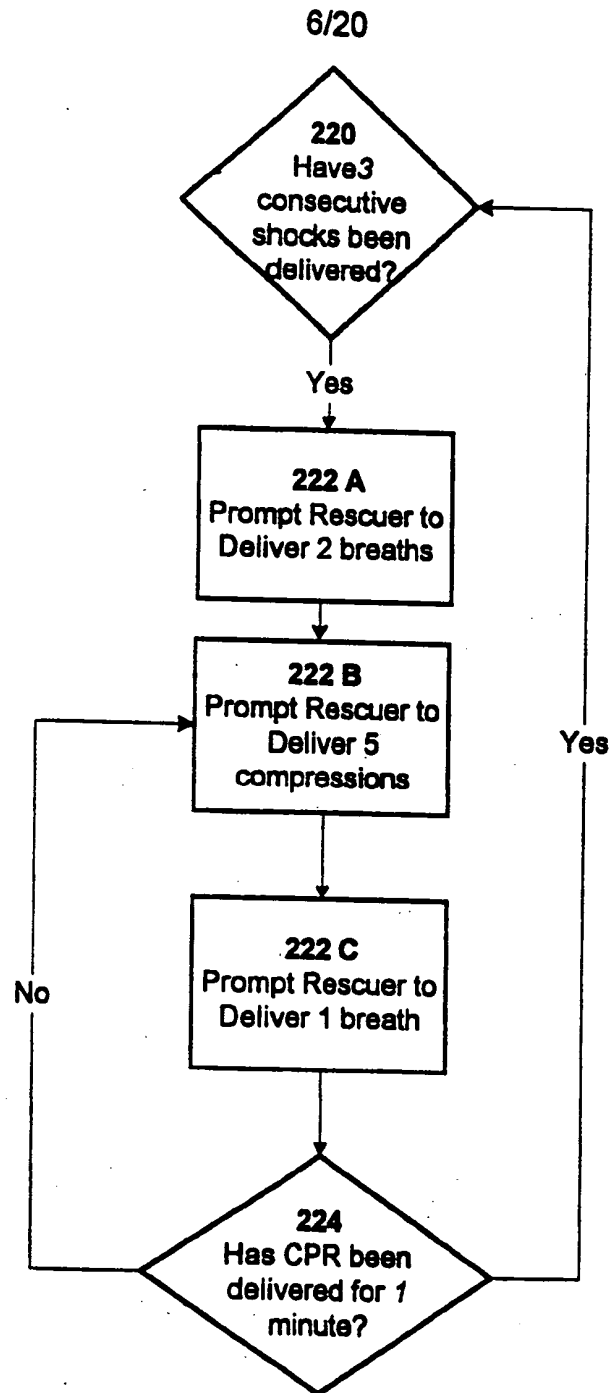 6/20
220
Have3
consecutive
shocks been
delivered?
Yes
222 A
Prompt Rescuer to
Deliver 2 breaths
222 B
Prompt Rescuer to
Deliver 5
compressions
Yes
222 C
Prompt Rescuer to
Deliver 1 breath
No
224
Has CPR been
delivered for 1
minute?